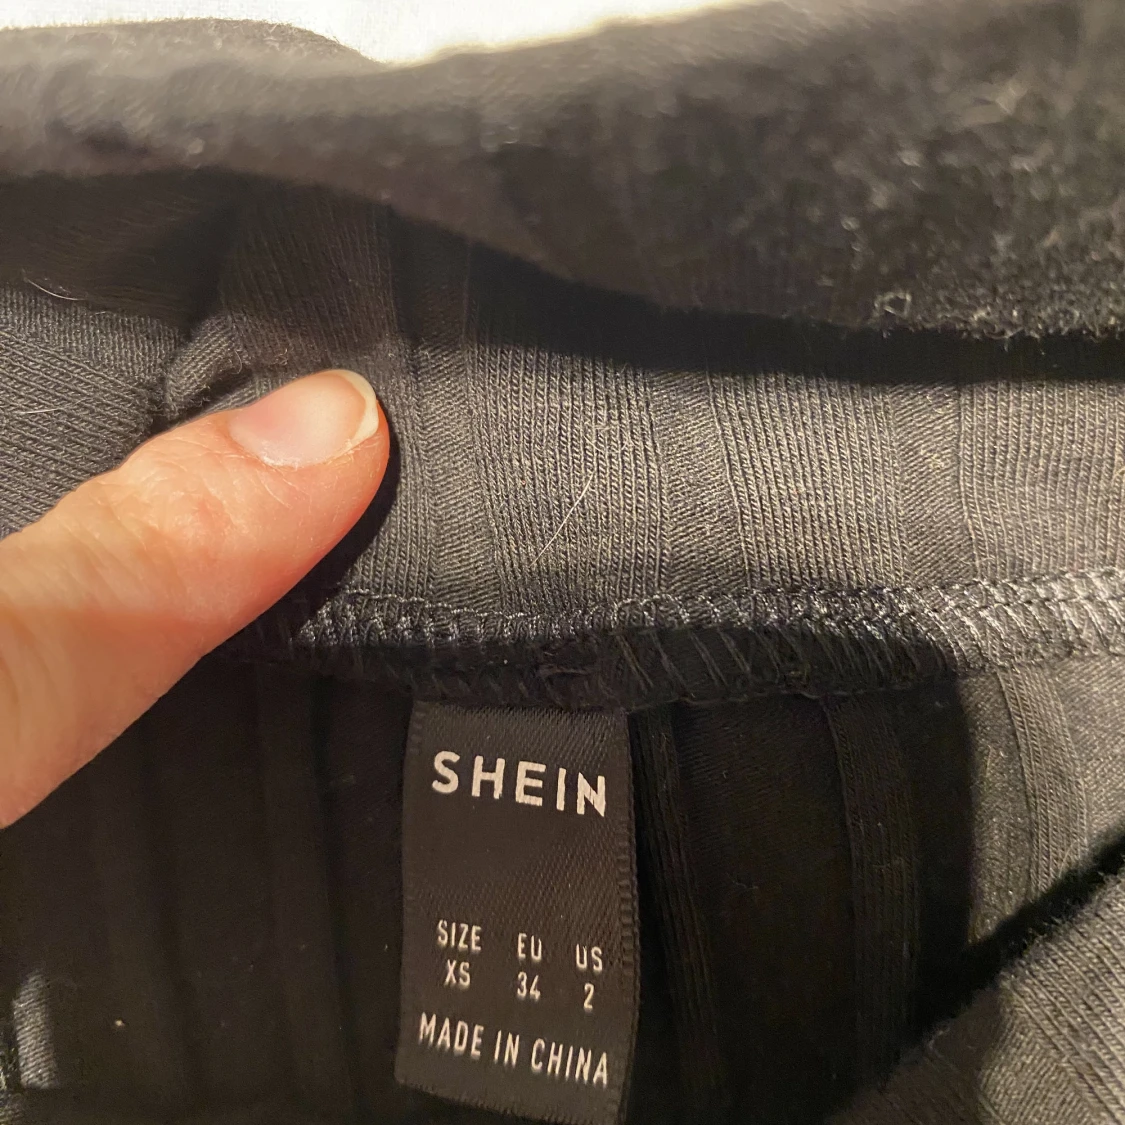 SHEIN
SIZE EU US
XS 34 2
MADE IN CHINA